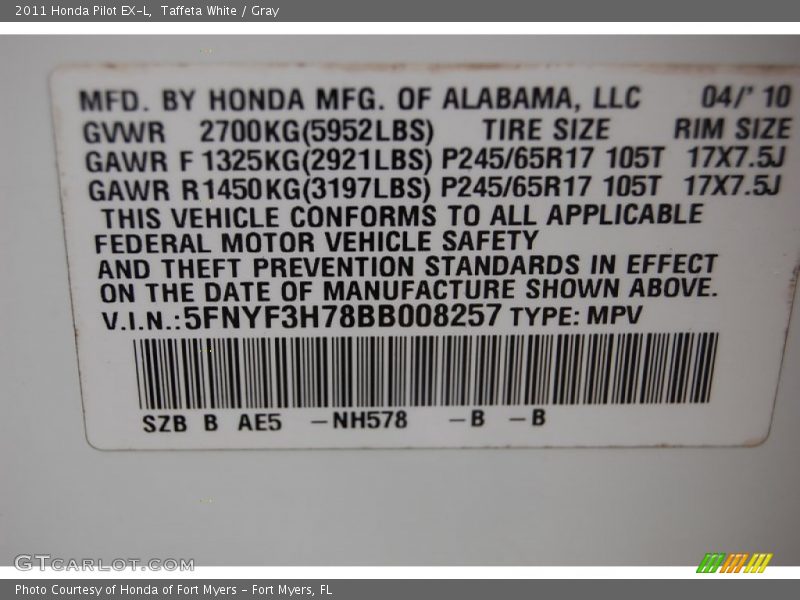 2011 Honda Pilot EX-L, Taffeta White / Gray
MFD. BY HONDA MFG. OF ALABAMA, LLC 04/' 10
GVWR 2700KG(5952LBS) TIRE SIZE RIM SIZE
GAWR F 1325KG(2921LBS) P245/65R17 105T 17X7.5J
GAWR R1450KG(3197LBS) P245/65R17 105T 17X7.5J
THIS VEHICLE CONFORMS TO ALL APPLICABLE
FEDERAL MOTOR VEHICLE SAFETY
AND THEFT PREVENTION STANDARDS IN EFFECT
ON THE DATE OF MANUFACTURE SHOWN ABOVE.
V.I.N.:5FNYF3H78BB008257 TYPE: MPV
SZB B AE5 –NH578 –B –B
GTCARLOT.COM
Photo Courtesy of Honda of Fort Myers – Fort Myers, FL